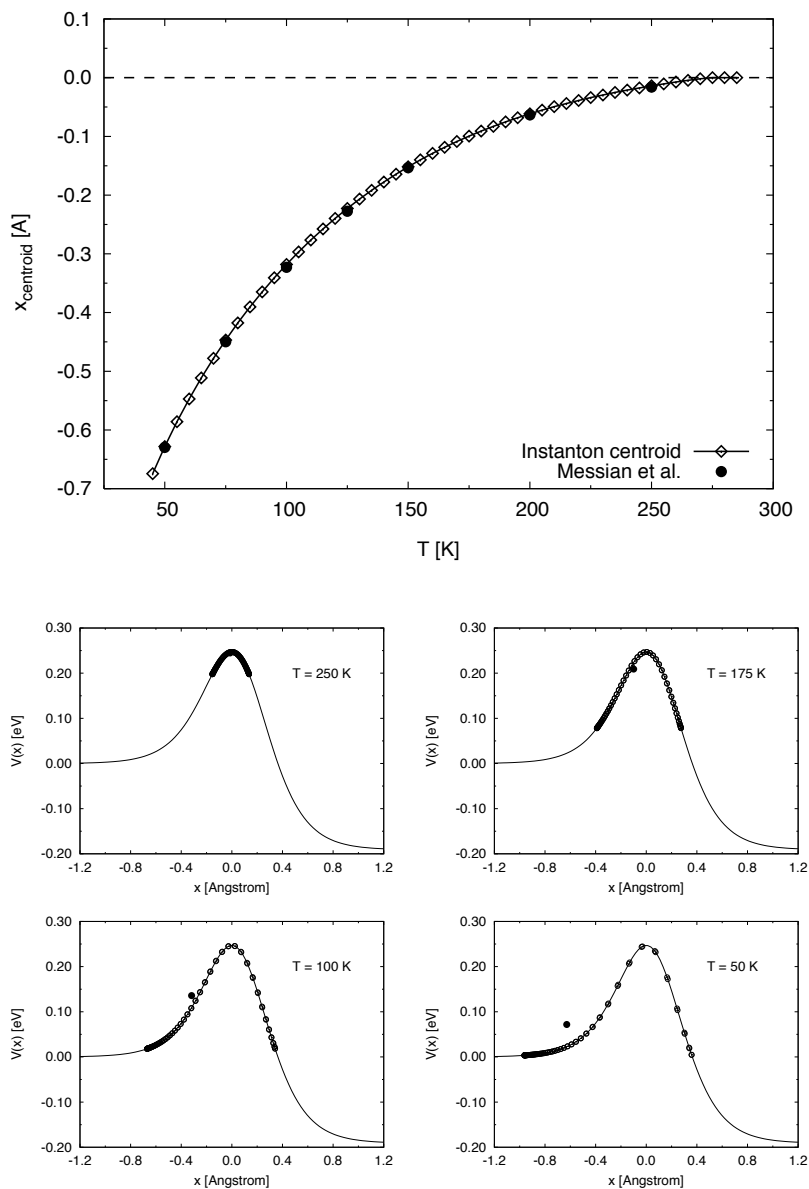 0.1
0.0
-0.1
-0.2
-0.3
-0.4
-0.5
-0.6
-0.7
x_centroid [A]
Instanton centroid
Messian et al.
50 100 150 200 250 300
T [K]
0.30
0.20
0.10
0.00
-0.10
-0.20
V(x) [eV]
T = 250 K
-1.2 -0.8 -0.4 0.0 0.4 0.8 1.2
x [Angstrom]
0.30
0.20
0.10
0.00
-0.10
-0.20
V(x) [eV]
T = 175 K
-1.2 -0.8 -0.4 0.0 0.4 0.8 1.2
x [Angstrom]
0.30
0.20
0.10
0.00
-0.10
-0.20
V(x) [eV]
T = 100 K
-1.2 -0.8 -0.4 0.0 0.4 0.8 1.2
x [Angstrom]
0.30
0.20
0.10
0.00
-0.10
-0.20
V(x) [eV]
T = 50 K
-1.2 -0.8 -0.4 0.0 0.4 0.8 1.2
x [Angstrom]